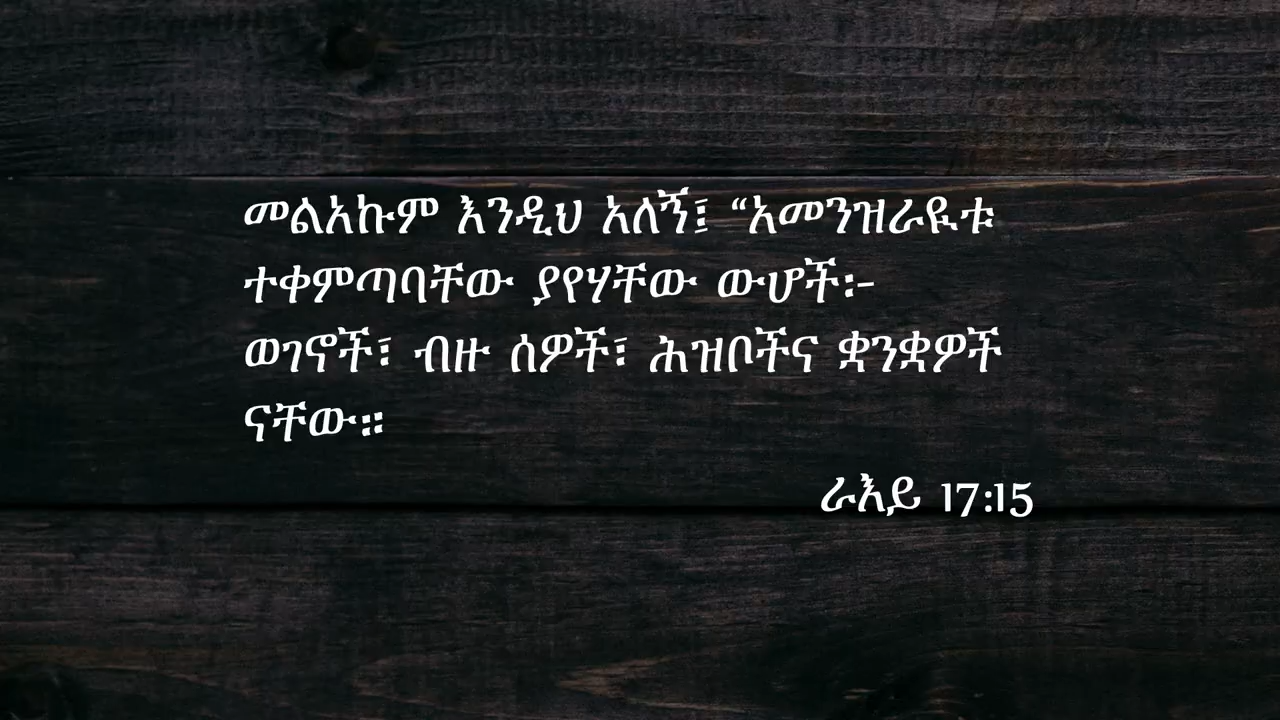 መልአኩም እንዲህ አለኝ፤ “አመንዝራዪቱ
ተቀምጣባቸው ያየሃቸው ውሆች፡-
ወገኖች፣ ብዙ ሰዎች፣ ሕዝቦችና ቋንቋዎች
ናቸው።
ራእይ 17፡15